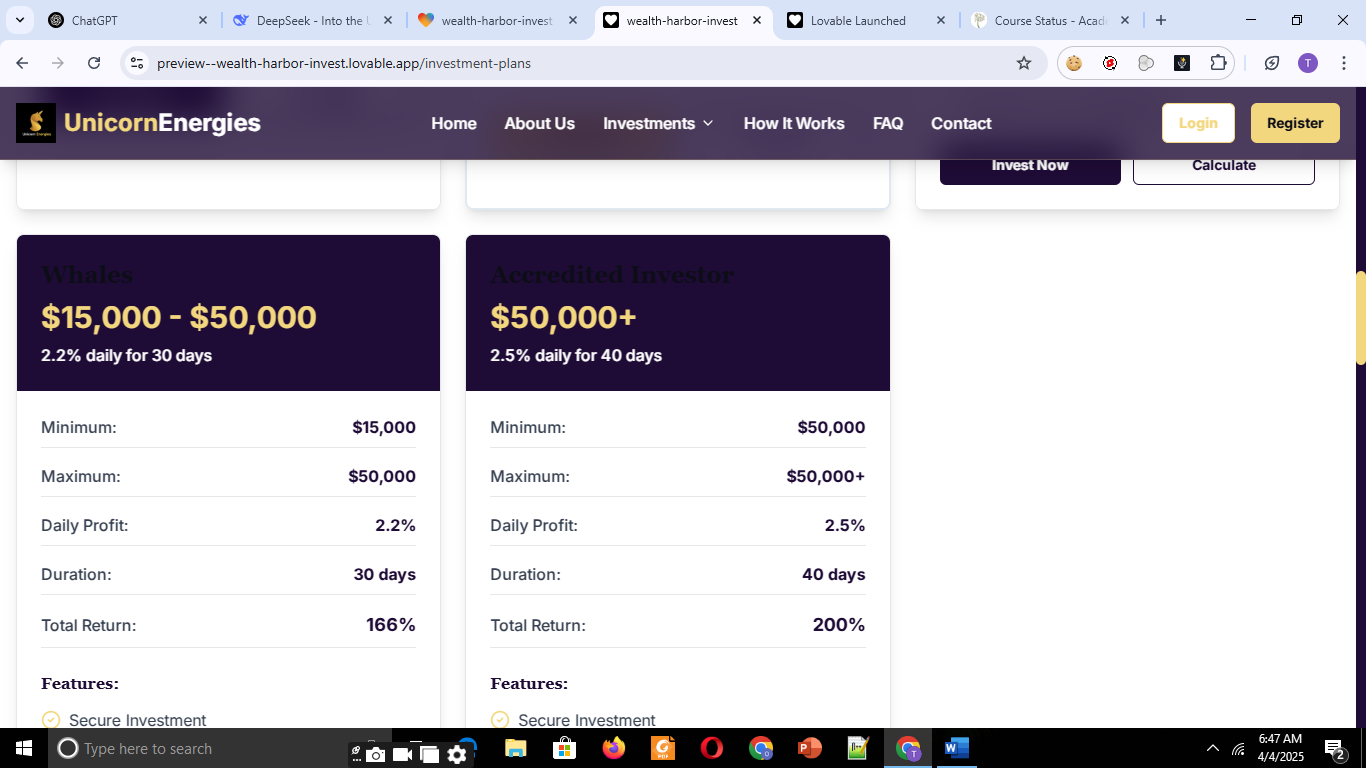 ChatGPT
DeepSeek - Into the U
wealth-harbor-invest
wealth-harbor-invest
Lovable Launched
Course Status - Acade
preview--wealth-harbor-invest.lovable.app/investment-plans
T
UnicornEnergies
Home
About Us
Investments
How It Works
FAQ
Contact
Login
Register
Invest Now
Calculate
Whales
$15,000 - $50,000
2.2% daily for 30 days
Minimum: $15,000
Maximum: $50,000
Daily Profit: 2.2%
Duration: 30 days
Total Return: 166%
Features:
Secure Investment
Accredited Investor
$50,000+
2.5% daily for 40 days
Minimum: $50,000
Maximum: $50,000+
Daily Profit: 2.5%
Duration: 40 days
Total Return: 200%
Features:
Secure Investment
Type here to search
6:47 AM
4/4/2025
2